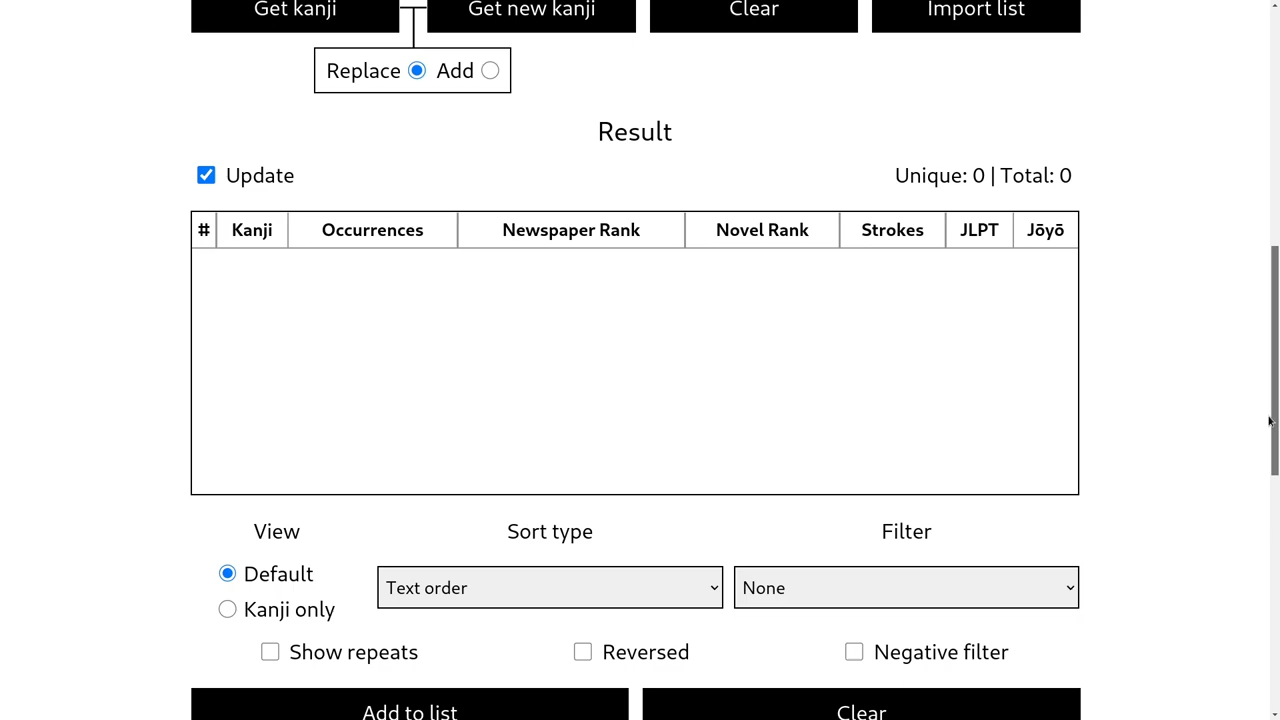 Get kanji Get new kanji Clear Import list
Replace Add
Result
Update Unique: 0 | Total: 0
# Kanji Occurrences Newspaper Rank Novel Rank Strokes JLPT Jōyō
View Sort type Filter
Default Text order None
Kanji only
Show repeats Reversed Negative filter
Add to list Clear